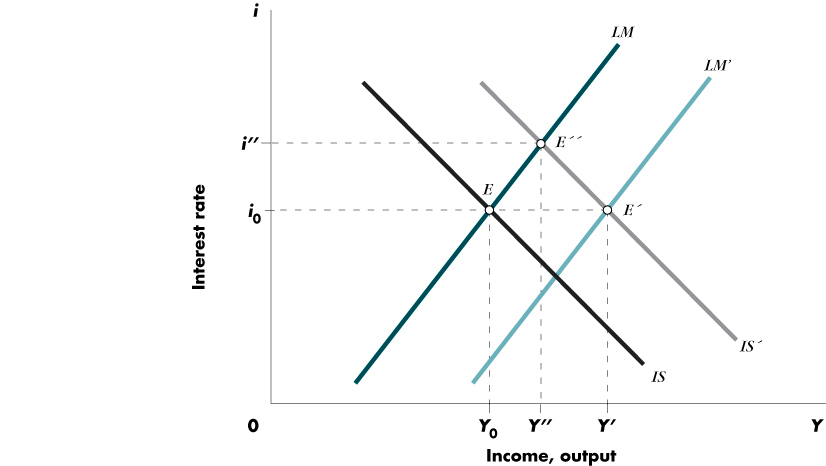 i
LM
LM’
i″
E´´
Interest rate
E
i₀
E´
IS´
IS
0
Y₀
Y″
Y′
Y
Income, output